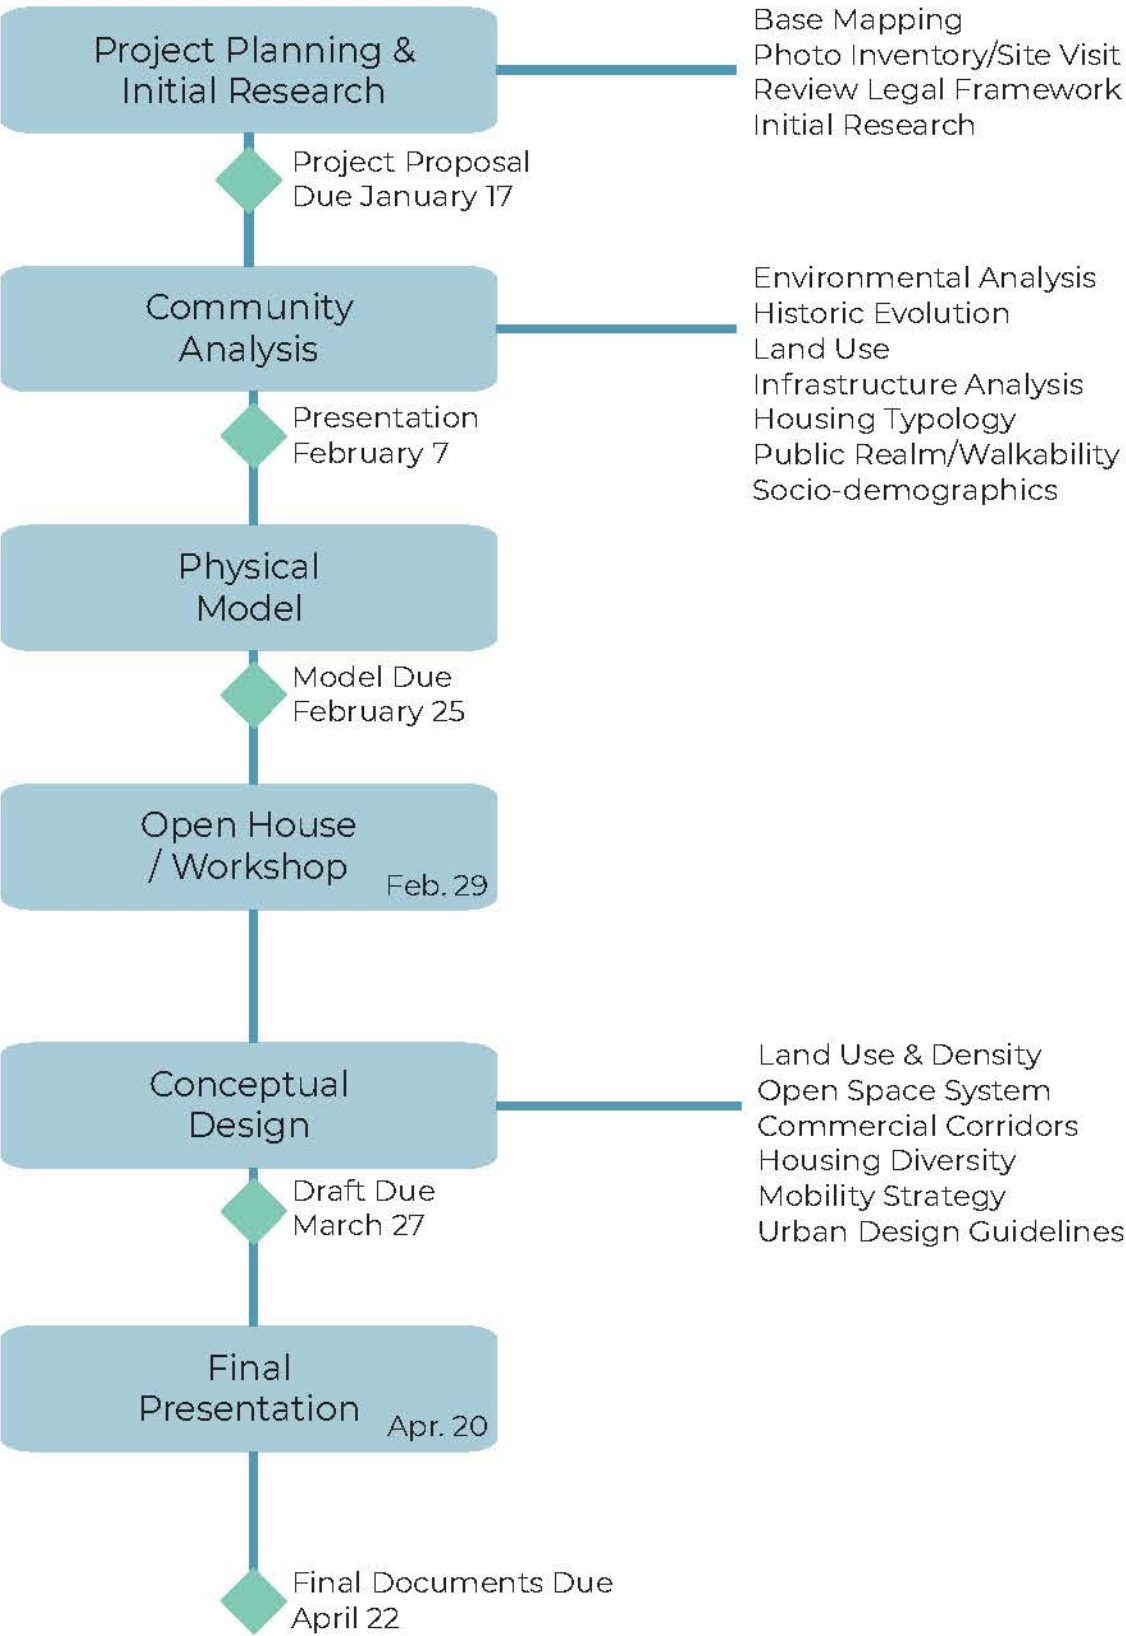 Project Planning &
Initial Research
Base Mapping
Photo Inventory/Site Visit
Review Legal Framework
Initial Research
Project Proposal
Due January 17
Community
Analysis
Environmental Analysis
Historic Evolution
Land Use
Infrastructure Analysis
Housing Typology
Public Realm/Walkability
Socio-demographics
Presentation
February 7
Physical
Model
Model Due
February 25
Open House
/ Workshop
Feb. 29
Conceptual
Design
Land Use & Density
Open Space System
Commercial Corridors
Housing Diversity
Mobility Strategy
Urban Design Guidelines
Draft Due
March 27
Final
Presentation
Apr. 20
Final Documents Due
April 22